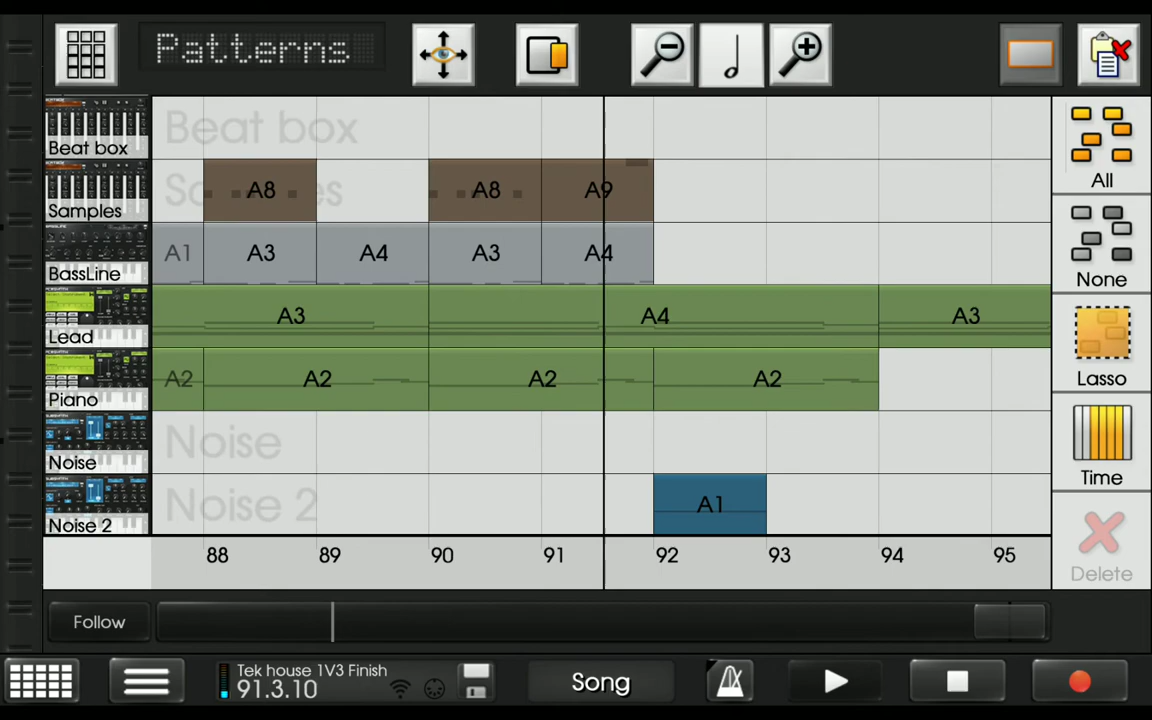 Patterns
Beat box
Beat box
All
Samples
A8
A8
A9
BassLine
A1
A3
A4
A3
A4
None
Lead
A3
A4
A3
Piano
A2
A2
A2
A2
Lasso
Noise
Noise
Time
Noise 2
Noise 2
A1
88 89 90 91 92 93 94 95
Delete
Follow
Tek house 1V3 Finish
91.3.10
Song